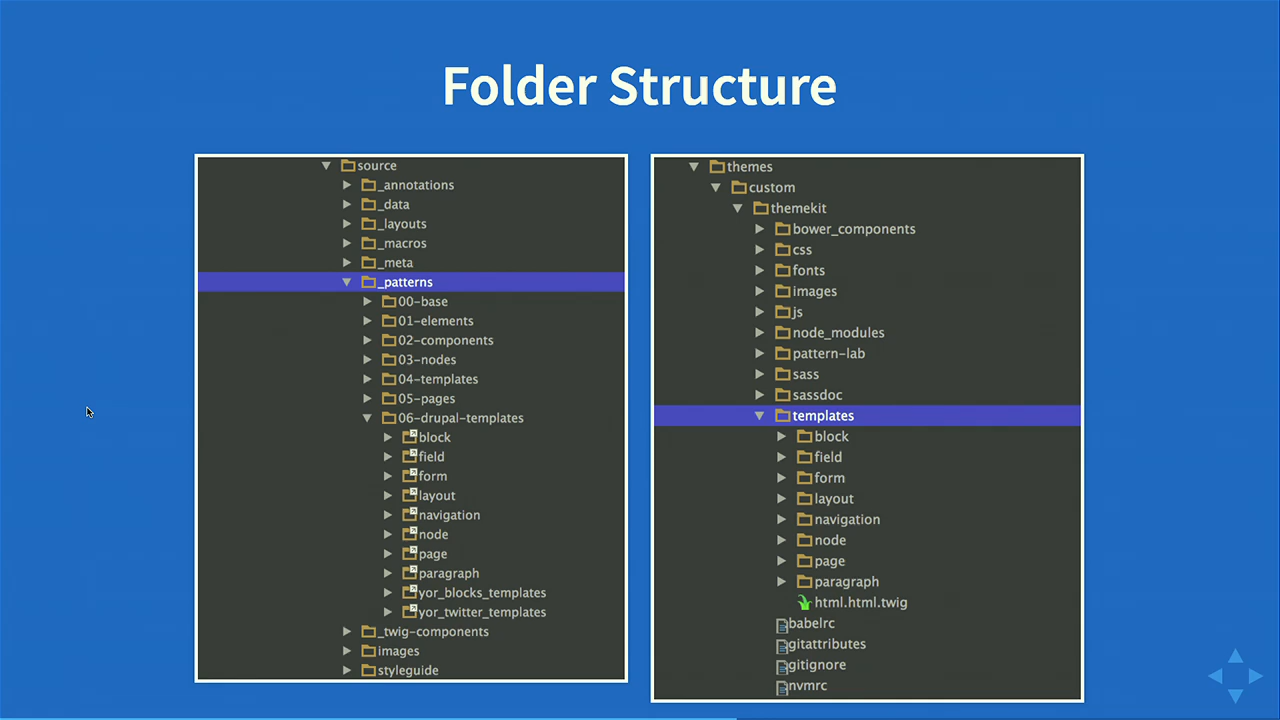 Folder Structure
source
_annotations
_data
_layouts
_macros
_meta
_patterns
00-base
01-elements
02-components
03-nodes
04-templates
05-pages
06-drupal-templates
block
field
form
layout
navigation
node
page
paragraph
yor_blocks_templates
yor_twitter_templates
_twig-components
images
styleguide
themes
custom
themekit
bower_components
css
fonts
images
js
node_modules
pattern-lab
sass
sassdoc
templates
block
field
form
layout
navigation
node
page
paragraph
html.html.twig
babelrc
gitattributes
gitignore
nvmrc